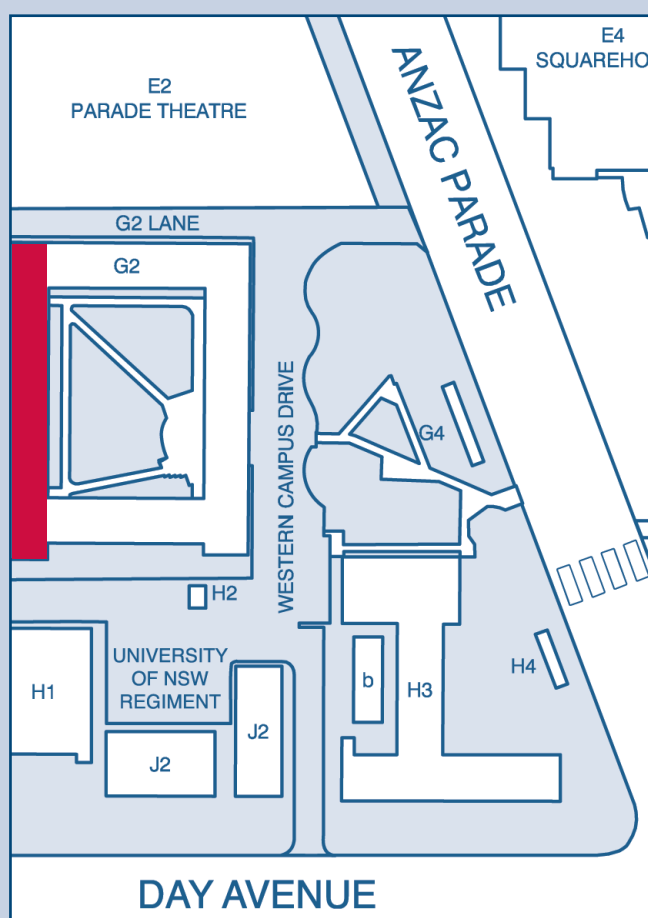 E2
PARADE THEATRE
E4
SQUAREHO
ANZAC PARADE
G2 LANE
G2
WESTERN CAMPUS DRIVE
G4
H2
UNIVERSITY
OF NSW
REGIMENT
H1
J2
J2
b
H3
H4
DAY AVENUE